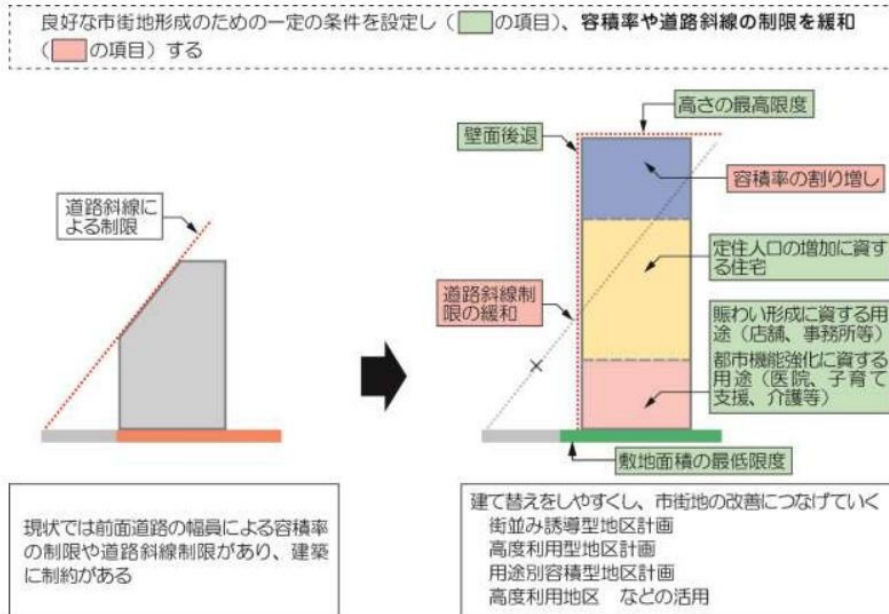 良好な市街地形成のための一定の条件を設定し（　　の項目）、容積率や道路斜線の制限を緩和
（　　の項目）する
高さの最高限度
壁面後退
容積率の割り増し
道路斜線に
よる制限
定住人口の増加に資す
る住宅
道路斜線制
限の緩和
賑わい形成に資する用
途（店舗、事務所等）
都市機能強化に資する
用途（医院、子育て
支援、介護等）
敷地面積の最低限度
現状では前面道路の幅員による容積率
の制限や道路斜線制限があり、建築
に制約がある
建て替えをしやすくし、市街地の改善につなげていく
街並み誘導型地区計画
高度利用型地区計画
用途別容積型地区計画
高度利用地区　などの活用